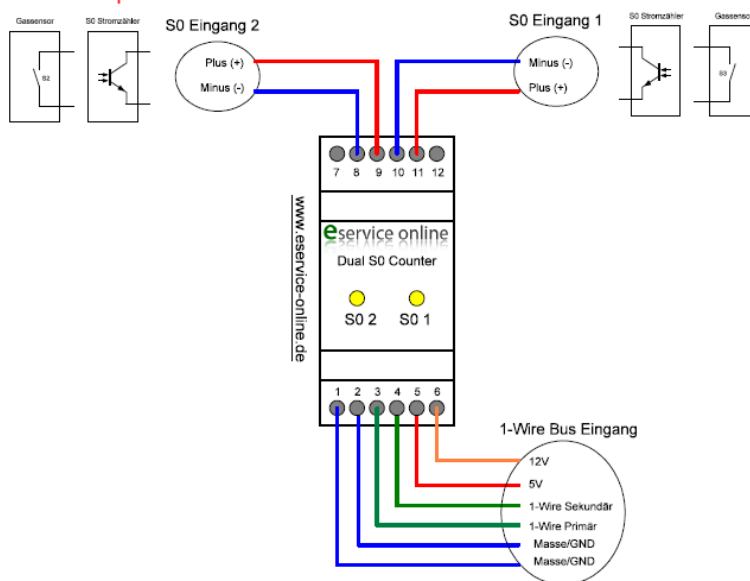 Gassensor
S0 Stromzähler
S0 Eingang 2
S0 Eingang 1
S0 Stromzähler
Gassensor
S2
Plus (+)
Minus (-)
Minus (-)
Plus (+)
S3
7 8 9 10 11 12
www.eservice-online.de
eservice online
Dual S0 Counter
S0 2 S0 1
1 2 3 4 5 6
1-Wire Bus Eingang
12V
5V
1-Wire Sekundär
1-Wire Primär
Masse/GND
Masse/GND